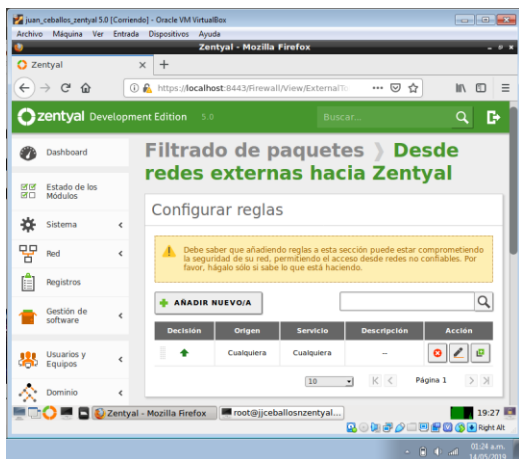 juan_ceballos_zentyal 5.0 [Corriendo] - Oracle VM VirtualBox
Archivo Máquina Ver Entrada Dispositivos Ayuda
Zentyal - Mozilla Firefox
Zentyal
https://localhost:8443/Firewall/View/ExternalTo
zentyal Development Edition 5.0
Buscar...
Dashboard
Estado de los Módulos
Sistema
Red
Registros
Gestión de software
Usuarios y Equipos
Dominio
Filtrado de paquetes Desde
redes externas hacia Zentyal
Configurar reglas
Debe saber que añadiendo reglas a esta sección puede estar comprometiendo
la seguridad de su red, permitiendo el acceso desde redes no confiables. Por
favor, hágalo sólo si sabe lo que está haciendo.
AÑADIR NUEVO/A
Decisión Origen Servicio Descripción Acción
Cualquiera Cualquiera --
10 Página 1
Zentyal - Mozilla Firefox root@jjceballosnzentyal... 19:27
Right Alt
01:24 a.m.
14/05/2019